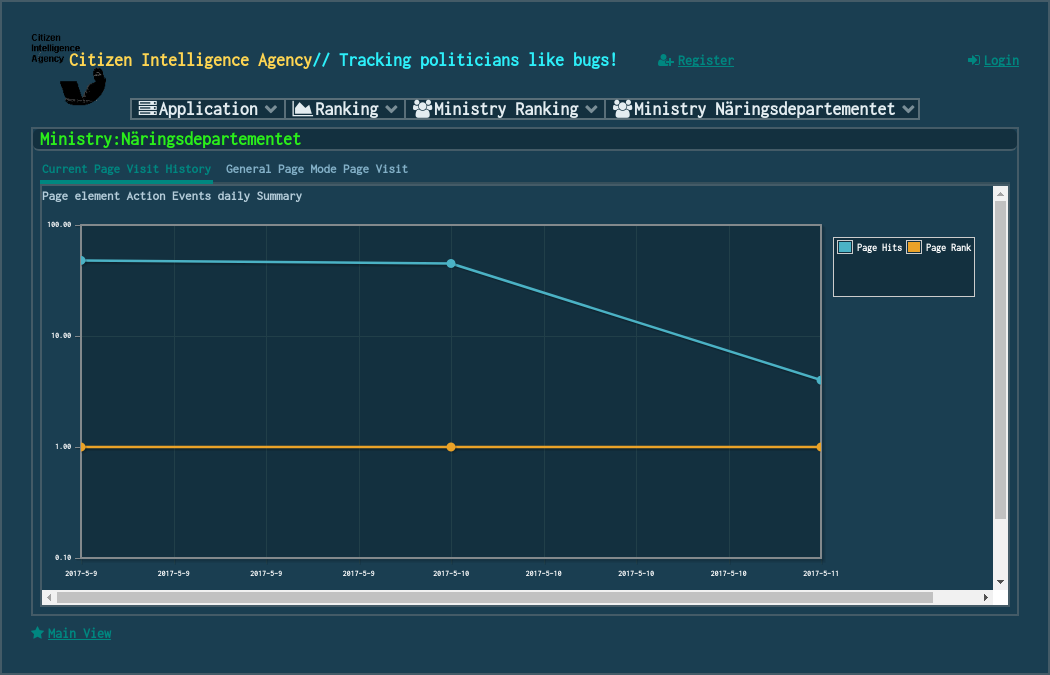 Citizen
Intelligence
Agency
Citizen Intelligence Agency// Tracking politicians like bugs!
Register
Login
Application
Ranking
Ministry Ranking
Ministry Näringsdepartementet
Ministry:Näringsdepartementet
Current Page Visit History
General Page Mode Page Visit
Page element Action Events daily Summary
100.00
10.00
1.00
0.10
2017-5-9 2017-5-9 2017-5-9 2017-5-9 2017-5-10 2017-5-10 2017-5-10 2017-5-10 2017-5-11
Page Hits Page Rank
Main View